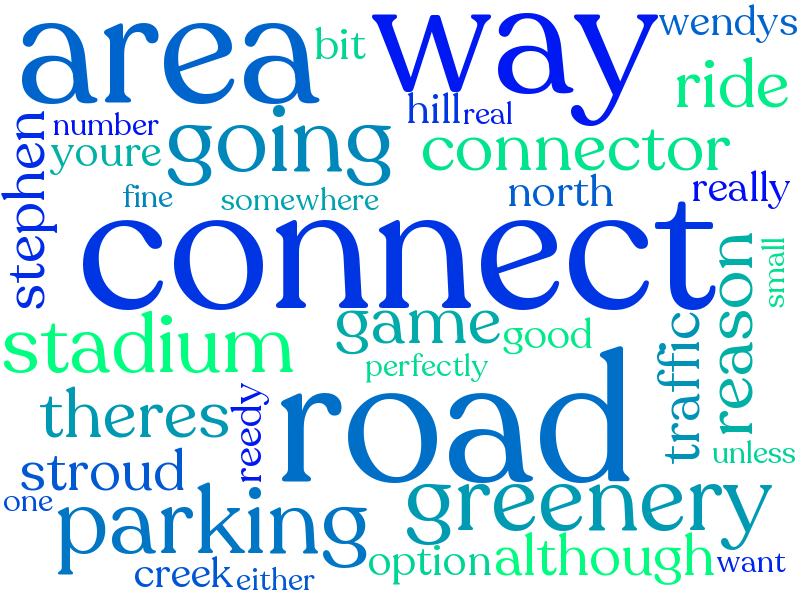 area
bit
way
wendys
ride
hill
real
number
going
connector
youre
stephen
fine
somewhere
north
really
connect
reason
small
stadium
game
good
traffic
perfectly
road
theres
reedy
stroud
unless
one
parking
greenery
option
although
want
creek
either